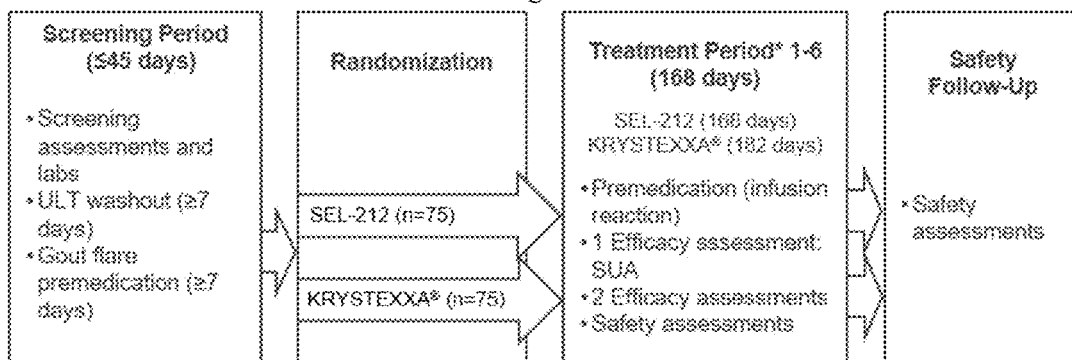 Screening Period
(≤45 days)
• Screening
assessments and
labs
• ULT washout (≥7
days)
• Gout flare
premedication (≥7
days)
Randomization
SEL-212 (n=75)
KRYSTEXXA® (n=75)
Treatment Period* 1-6
(168 days)
SEL-212 (166 days)
KRYSTEXXA® (182 days)
• Premedication (infusion
reaction)
• 1 Efficacy assessment:
SUA
• 2 Efficacy assessments
• Safety assessments
Safety
Follow-Up
• Safety
assessments